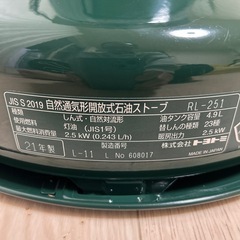 JIS S 2019 自然通気形開放式石油ストーブ RL-251
種類 しん式・自然対流形 油タンク容量 4.9L
使用燃料 灯油 (JIS1号) 替しんの種類 23種
最大燃料消費量 2.5 kW (0.243 L/h) 暖房出力 2.5 kW
21年製 製造番号 L-11 L No 608017 株式会社トヨトミ
MADE IN JAPAN